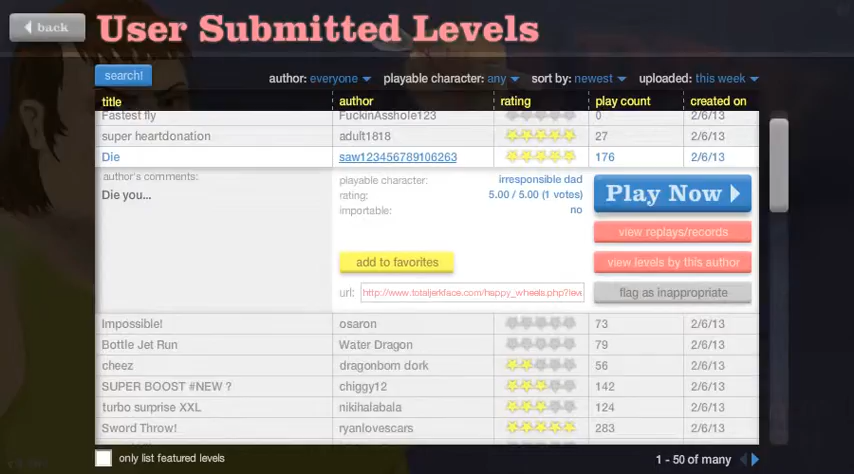 back
User Submitted Levels
search!
author: everyone playable character: any sort by: newest uploaded: this week
title author rating play count created on
Fastest fly FuckinAsshole123 0 2/6/13
super heartdonation adult1818 27 2/6/13
Die saw123456789106263 176 2/6/13
author's comments:
Die you...
playable character: irresponsible dad
rating: 5.00 / 5.00 (1 votes)
importable: no
Play Now
view replays/records
add to favorites
view levels by this author
url: http://www.totaljerkface.com/happy_wheels.php?leve
flag as inappropriate
Impossible! osaron 73 2/6/13
Bottle Jet Run Water Dragon 79 2/6/13
cheez dragonborn dork 56 2/6/13
SUPER BOOST #NEW ? chiggy12 142 2/6/13
turbo surprise XXL nikihalabala 124 2/6/13
Sword Throw! ryanlovescars 283 2/6/13
only list featured levels
1 - 50 of many